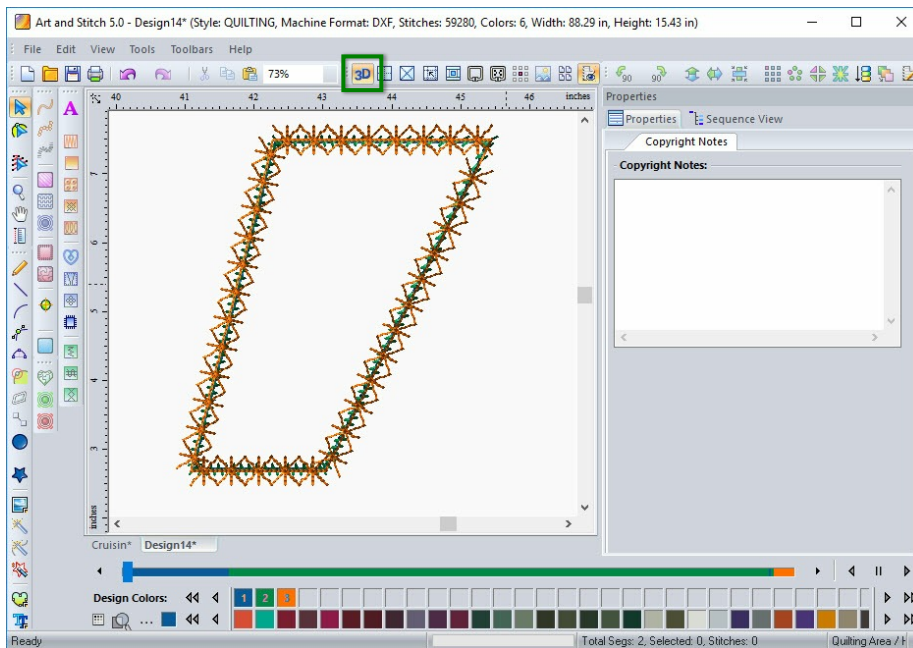 Art and Stitch 5.0 - Design14* (Style: QUILTING, Machine Format: DXF, Stitches: 59280, Colors: 6, Width: 88.29 in, Height: 15.43 in)
File Edit View Tools Toolbars Help
73% 3D 90 90
40 41 42 43 44 45 46 inches
A
7
6
5
4
3
inches
Properties
Properties Sequence View
Copyright Notes
Copyright Notes:
Cruisin* Design14*
Design Colors: 1 2 3
Ready Total Segs: 2, Selected: 0, Stitches: 0 Quilting Area /